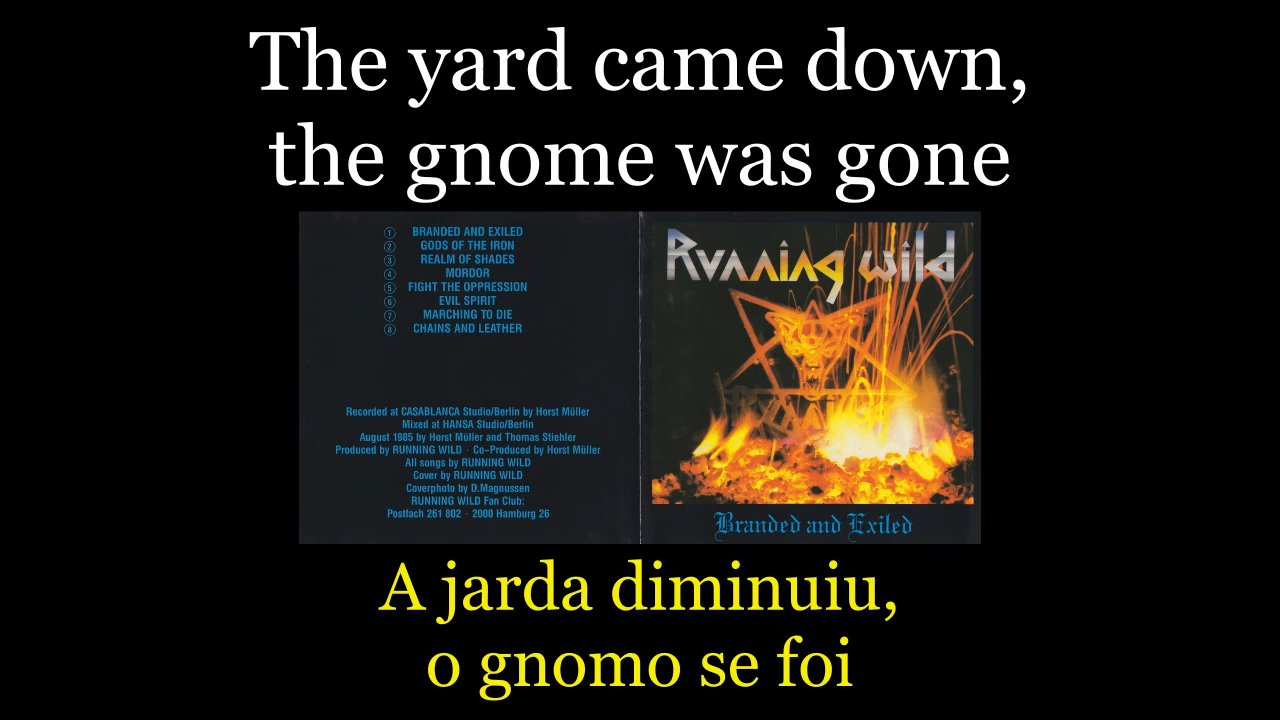 The yard came down,
the gnome was gone
1 BRANDED AND EXILED
2 GODS OF THE IRON
3 REALM OF SHADES
4 MORDOR
5 FIGHT THE OPPRESSION
6 EVIL SPIRIT
7 MARCHING TO DIE
8 CHAINS AND LEATHER
Recorded at CASABLANCA Studio/Berlin by Horst Müller
Mixed at HANSA Studio/Berlin
August 1985 by Horst Müller and Thomas Stiehler
Produced by RUNNING WILD · Co-Produced by Horst Müller
All songs by RUNNING WILD
Cover by RUNNING WILD
Coverphoto by D.Magnussen
RUNNING WILD Fan Club:
Postfach 261 802 · 2000 Hamburg 26
Running wild
Branded and Exiled
A jarda diminuiu,
o gnomo se foi